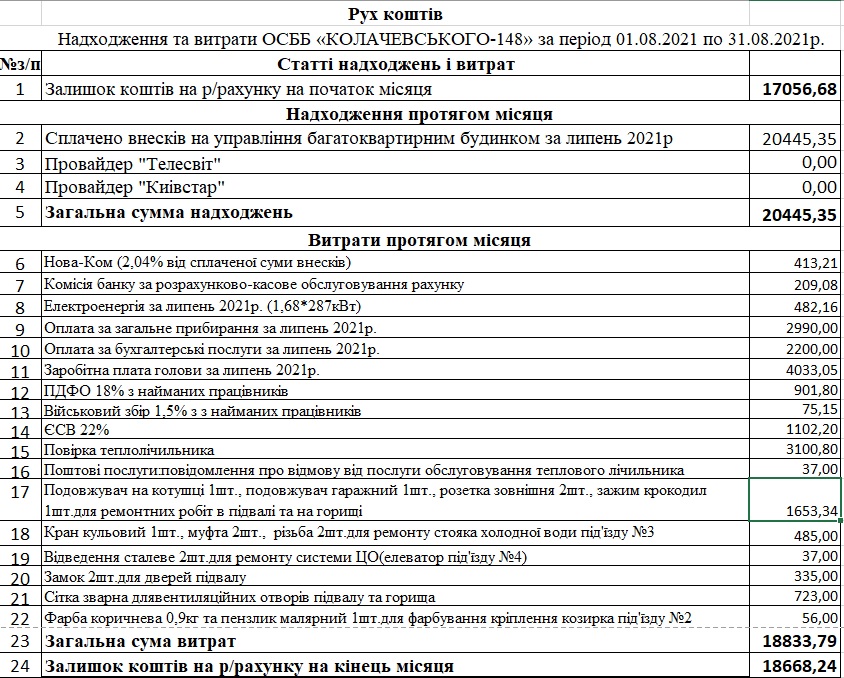 Рух коштів
Надходження та витрати ОСББ «КОЛАЧЕВСЬКОГО-148» за період 01.08.2021 по 31.08.2021р.
№з/п Статті надходжень і витрат
1 Залишок коштів на р/рахунку на початок місяця 17056,68
Надходження протягом місяця
2 Сплачено внесків на управління багатоквартирним будинком за липень 2021р 20445,35
3 Провайдер "Телесвіт" 0,00
4 Провайдер "Київстар" 0,00
5 Загальна сумма надходжень 20445,35
Витрати протягом місяця
6 Нова-Ком (2,04% від сплаченої суми внесків) 413,21
7 Комісія банку за розрахунково-касове обслуговування рахунку 209,08
8 Електроенергія за липень 2021р. (1,68*287кВт) 482,16
9 Оплата за загальне прибирання за липень 2021р. 2990,00
10 Оплата за бухгалтерські послуги за липень 2021р. 2200,00
11 Заробітна плата голови за липень 2021р. 4033,05
12 ПДФО 18% з найманих працівників 901,80
13 Військовий збір 1,5% з з найманих працівників 75,15
14 ЄСВ 22% 1102,20
15 Повірка теплолічильника 3100,80
16 Поштові послуги:повідомлення про відмову від послуги обслуговування теплового лічильника 37,00
17 Подовжувач на котушці 1шт., подовжувач гаражний 1шт., розетка зовнішня 2шт., зажим крокодил
1шт.для ремонтних робіт в підвалі та на горищі 1653,34
18 Кран кульовий 1шт., муфта 2шт., різьба 2шт.для ремонту стояка холодної води під'їзду №3 485,00
19 Відведення сталеве 2шт.для ремонту системи ЦО(елеватор під'їзду №4) 37,00
20 Замок 2шт.для дверей підвалу 335,00
21 Сітка зварна длявентиляційних отворів підвалу та горища 723,00
22 Фарба коричнева 0,9кг та пензлик малярний 1шт.для фарбування кріплення козирка під'їзду №2 56,00
23 Загальна сума витрат 18833,79
24 Залишок коштів на р/рахунку на кінець місяця 18668,24